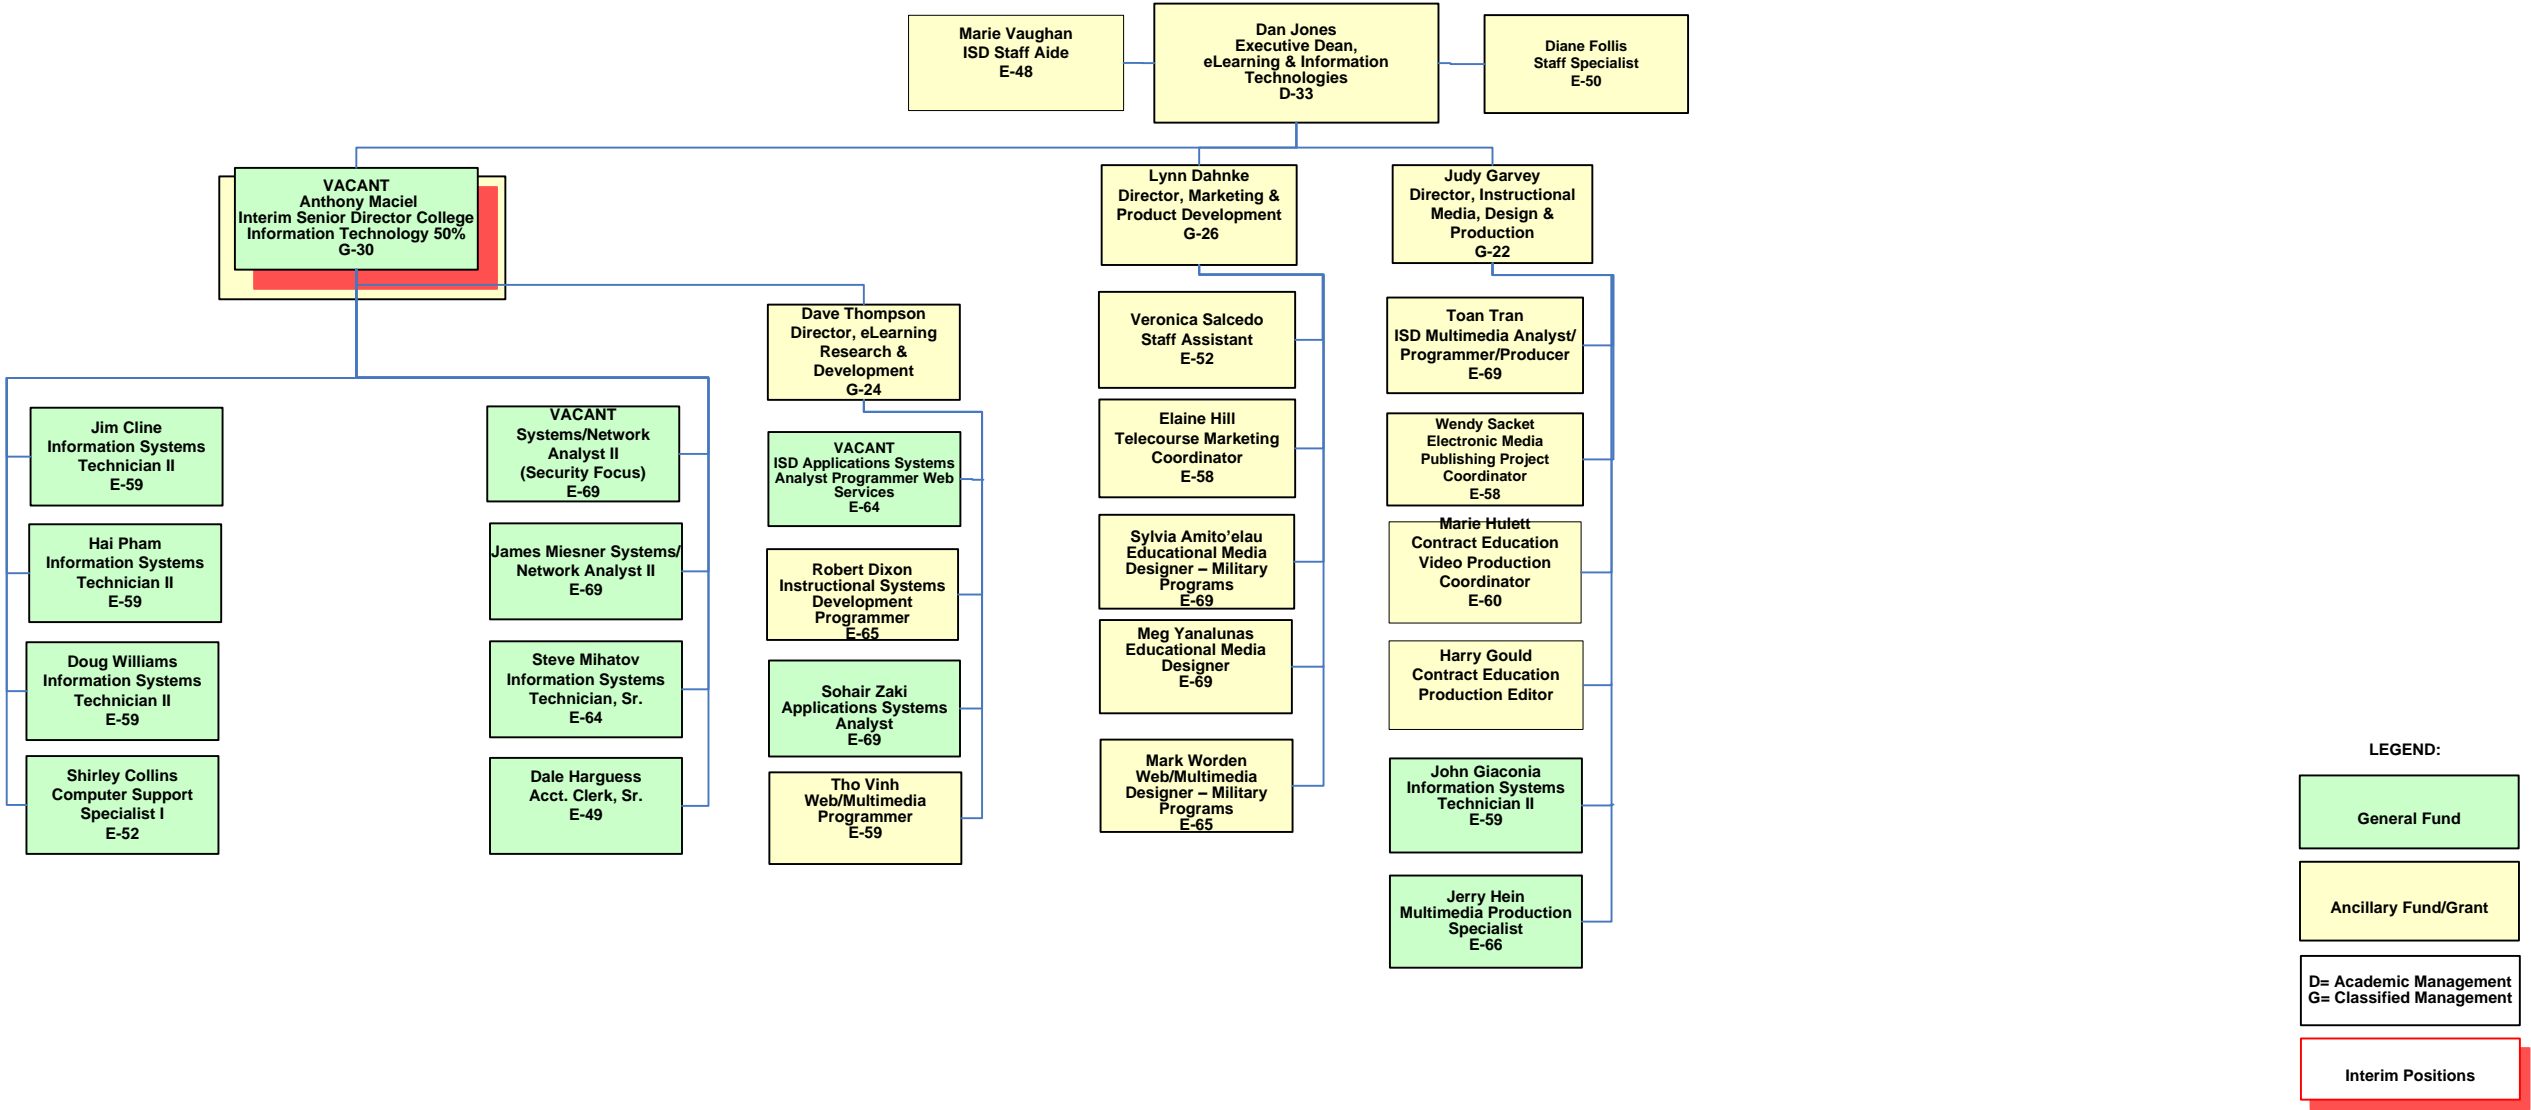 Marie Vaughan
ISD Staff Aide
E-48
Dan Jones
Executive Dean,
eLearning & Information
Technologies
D-33
Diane Follis
Staff Specialist
E-50
VACANT
Anthony Maciel
Interim Senior Director College
Information Technology 50%
G-30
Lynn Dahnke
Director, Marketing &
Product Development
G-26
Judy Garvey
Director, Instructional
Media, Design &
Production
G-22
Jim Cline
Information Systems
Technician II
E-59
Hai Pham
Information Systems
Technician II
E-59
Doug Williams
Information Systems
Technician II
E-59
Shirley Collins
Computer Support
Specialist I
E-52
VACANT
Systems/Network
Analyst II
(Security Focus)
E-69
James Miesner Systems/
Network Analyst II
E-69
Steve Mihatov
Information Systems
Technician, Sr.
E-64
Dale Harguess
Acct. Clerk, Sr.
E-49
Dave Thompson
Director, eLearning
Research &
Development
G-24
VACANT
ISD Applications Systems
Analyst Programmer Web
Services
E-64
Robert Dixon
Instructional Systems
Development
Programmer
E-65
Sohair Zaki
Applications Systems
Analyst
E-69
Tho Vinh
Web/Multimedia
Programmer
E-59
Veronica Salcedo
Staff Assistant
E-52
Elaine Hill
Telecourse Marketing
Coordinator
E-58
Sylvia Amito’elau
Educational Media
Designer – Military
Programs
E-69
Meg Yanalunas
Educational Media
Designer
E-69
Mark Worden
Web/Multimedia
Designer – Military
Programs
E-65
Toan Tran
ISD Multimedia Analyst/
Programmer/Producer
E-69
Wendy Sacket
Electronic Media
Publishing Project
Coordinator
E-58
Marie Hulett
Contract Education
Video Production
Coordinator
E-60
Harry Gould
Contract Education
Production Editor
John Giaconia
Information Systems
Technician II
E-59
Jerry Hein
Multimedia Production
Specialist
E-66
LEGEND:
General Fund
Ancillary Fund/Grant
D= Academic Management
G= Classified Management
Interim Positions